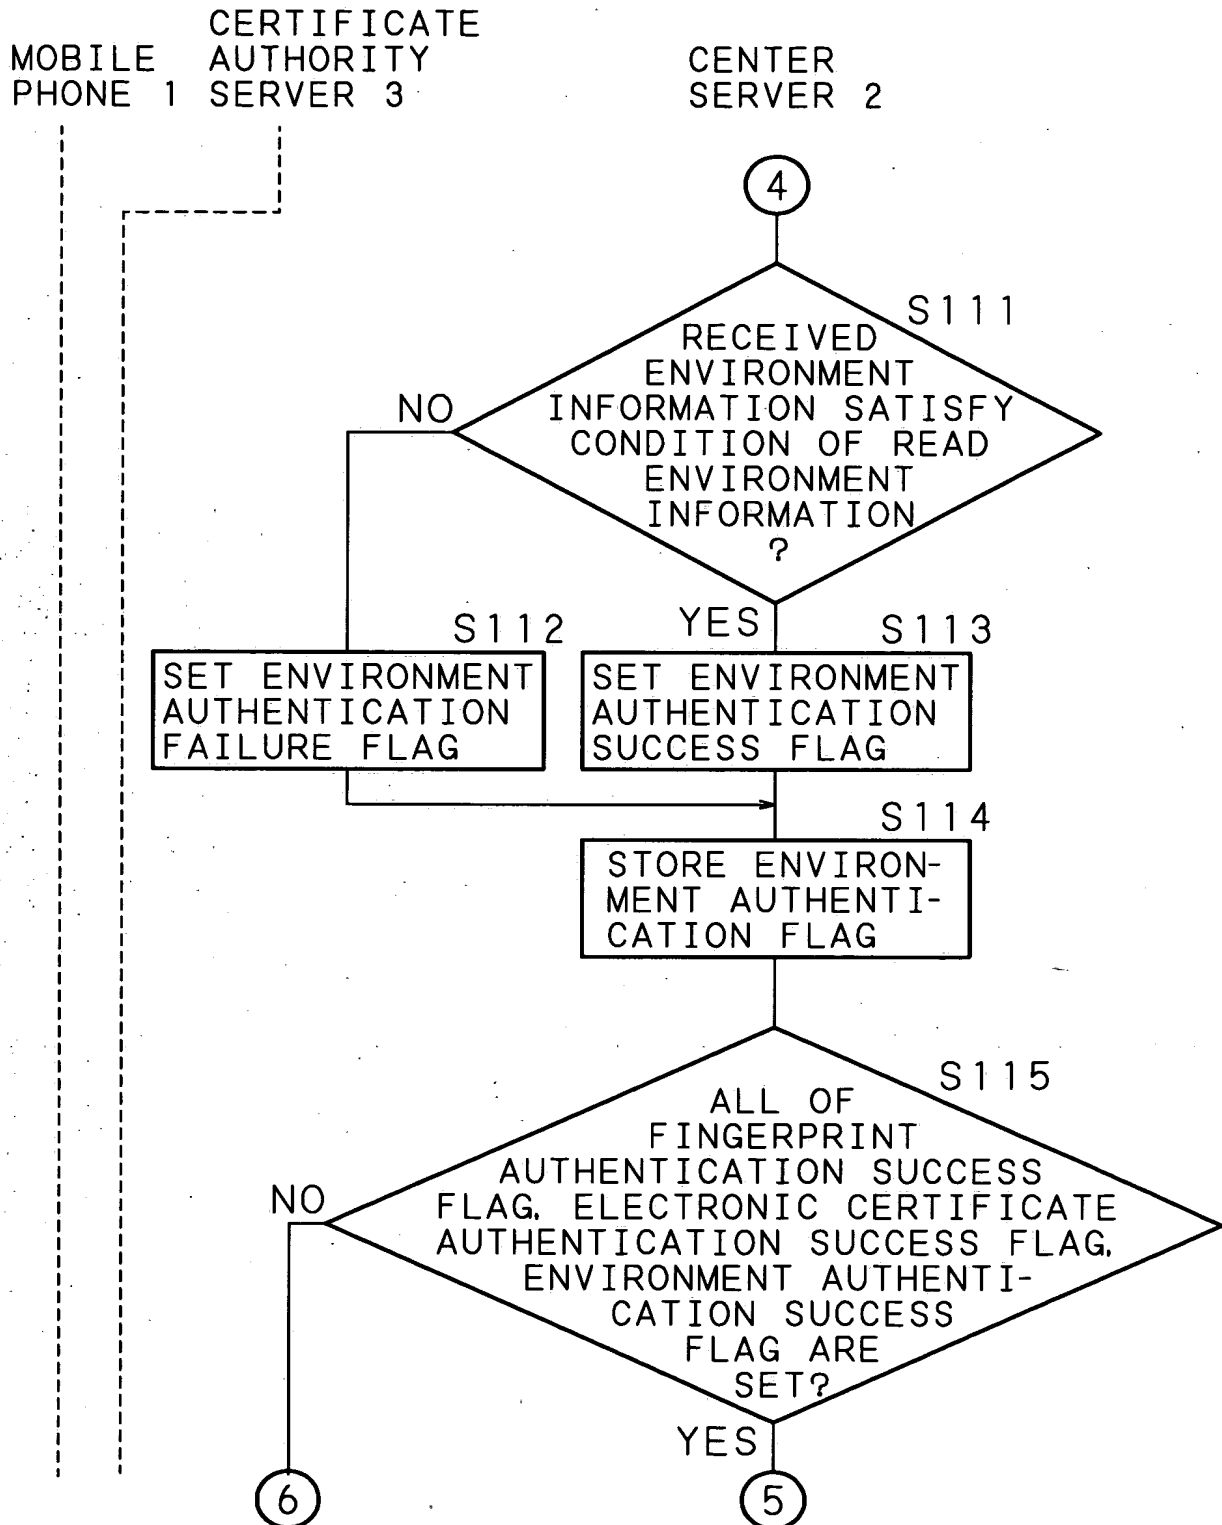 CERTIFICATE
MOBILE AUTHORITY
PHONE 1 SERVER 3
CENTER
SERVER 2
4
S111
RECEIVED
ENVIRONMENT
INFORMATION SATISFY
CONDITION OF READ
ENVIRONMENT
INFORMATION
?
NO
YES
S112
SET ENVIRONMENT
AUTHENTICATION
FAILURE FLAG
S113
SET ENVIRONMENT
AUTHENTICATION
SUCCESS FLAG
S114
STORE ENVIRON-
MENT AUTHENTI-
CATION FLAG
S115
ALL OF
FINGERPRINT
AUTHENTICATION SUCCESS
FLAG, ELECTRONIC CERTIFICATE
AUTHENTICATION SUCCESS FLAG,
ENVIRONMENT AUTHENTI-
CATION SUCCESS
FLAG ARE
SET?
NO
YES
6
5